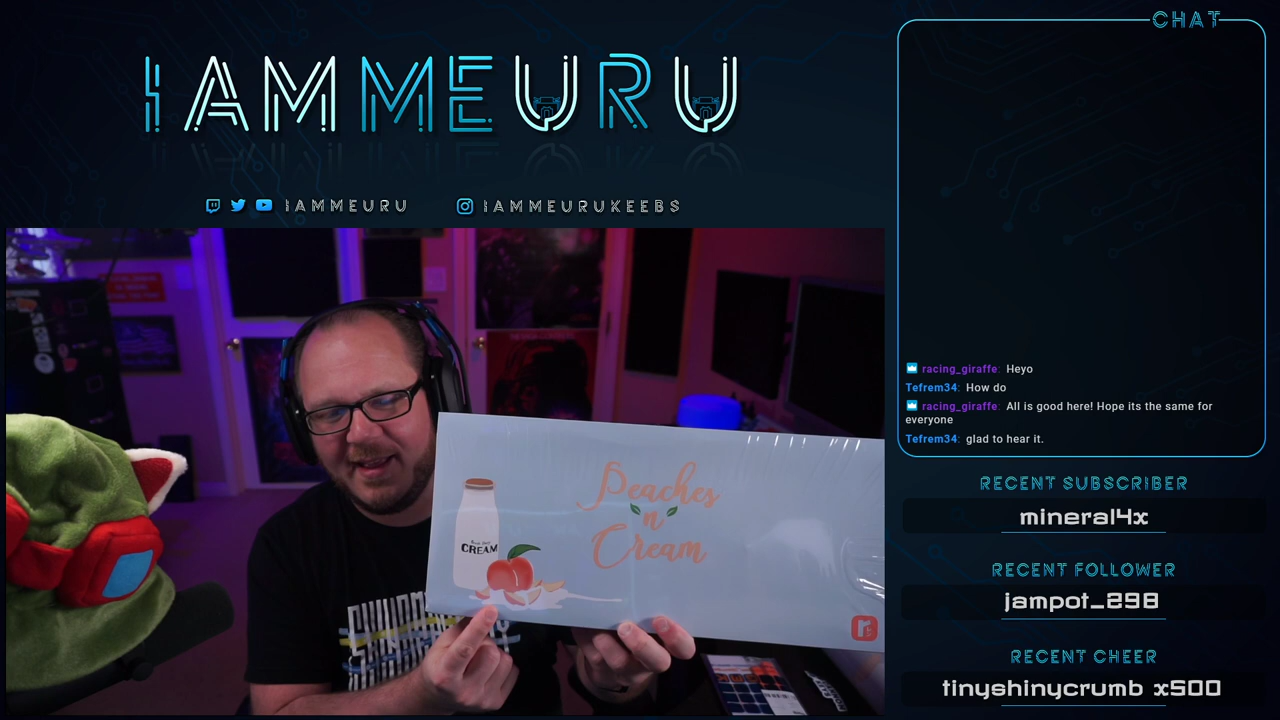 IAMMEURU
IAMMEURU
IAMMEURUKEEBS
CHAT
racing_giraffe: Heyo
Tefrem34: How do
racing_giraffe: All is good here! Hope its the same for
everyone
Tefrem34: glad to hear it.
RECENT SUBSCRIBER
mineral4x
RECENT FOLLOWER
jampot_298
RECENT CHEER
tinyshinycrumb x500
Peaches
n
Cream
CREAM